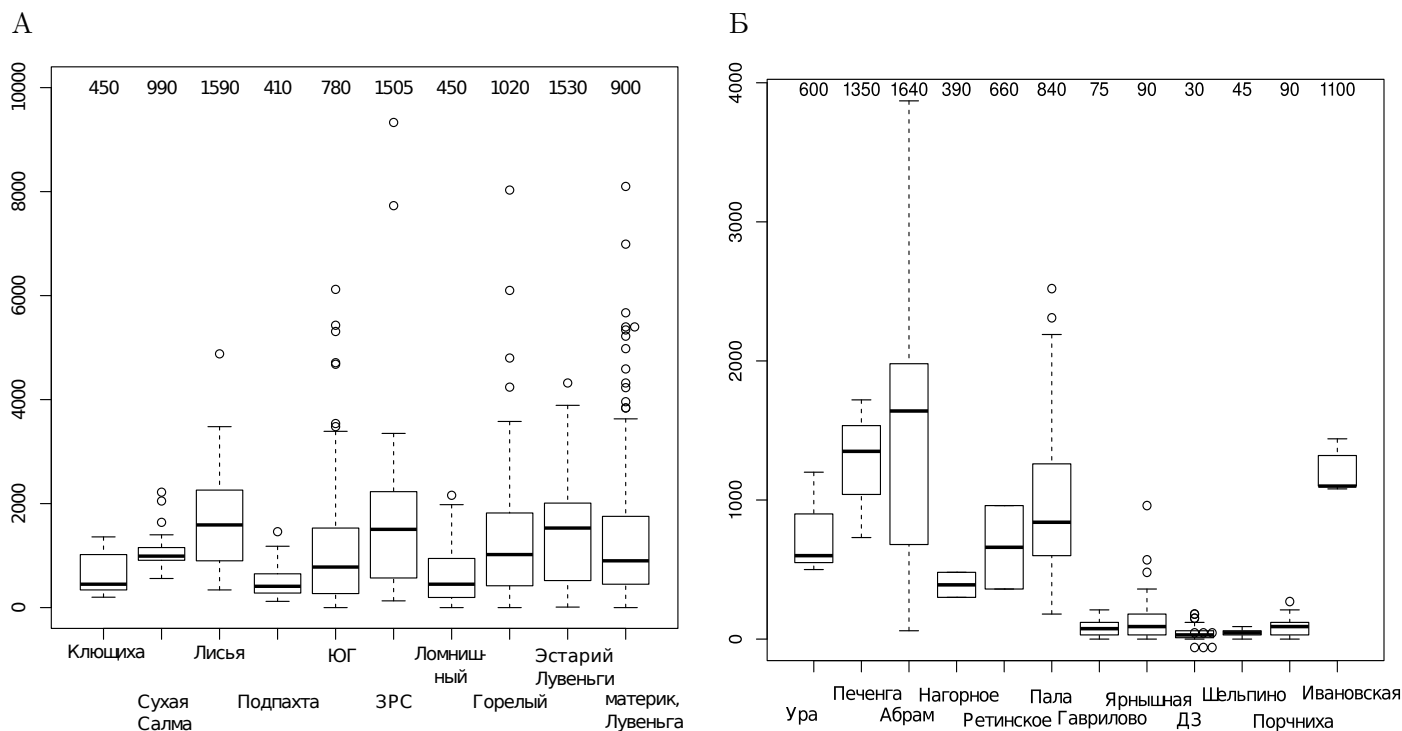 А
Б
450 990 1590 410 780 1505 450 1020 1530 900
10000
8000
6000
4000
2000
0
Клющиха
Сухая
Салма
Лисья
Подпахта
ЮГ
ЗРС
Ломниш-
ный
Горелый
Эстарий
Лувеньги
материк,
Лувеньга
600 1350 1640 390 660 840 75 90 30 45 90 1100
4000
3000
2000
1000
0
Ура
Печенга
Абрам
Нагорное
Ретинское
Пала
Гаврилово
Ярнышная
ДЗ
Шельпино
Порчниха
Ивановская